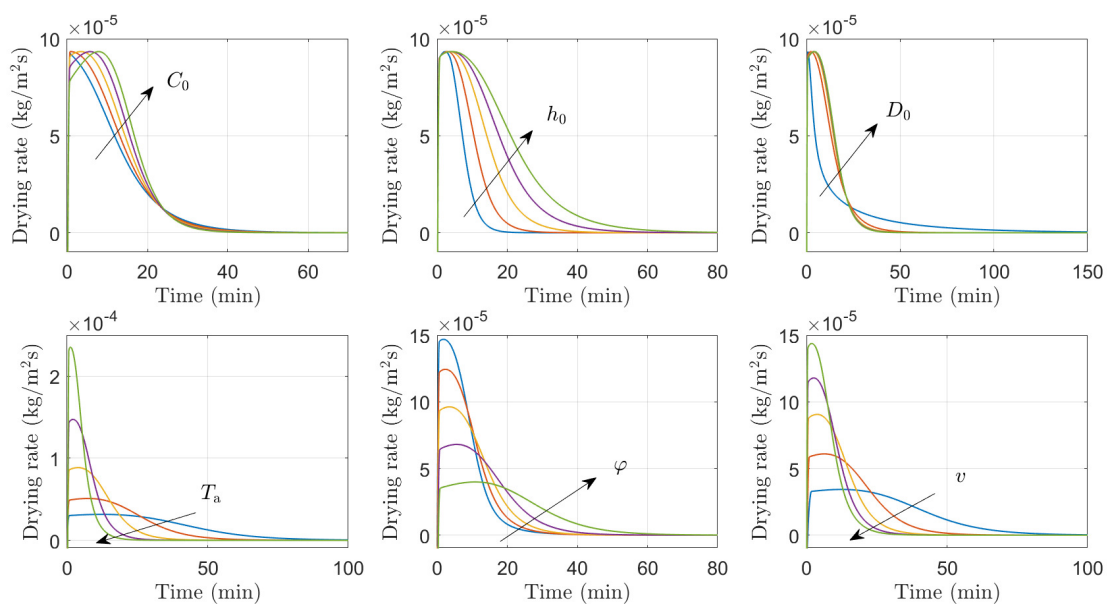 ×10⁻⁵
Drying rate (kg/m²s)
10
5
0
C₀
0 20 40 60
Time (min)
×10⁻⁵
Drying rate (kg/m²s)
10
5
0
h₀
0 20 40 60 80
Time (min)
×10⁻⁵
Drying rate (kg/m²s)
10
5
0
D₀
0 50 100 150
Time (min)
×10⁻⁴
Drying rate (kg/m²s)
2
1
0
Tₐ
0 50 100
Time (min)
×10⁻⁵
Drying rate (kg/m²s)
15
10
5
0
φ
0 20 40 60 80
Time (min)
×10⁻⁵
Drying rate (kg/m²s)
15
10
5
0
v
0 50 100
Time (min)